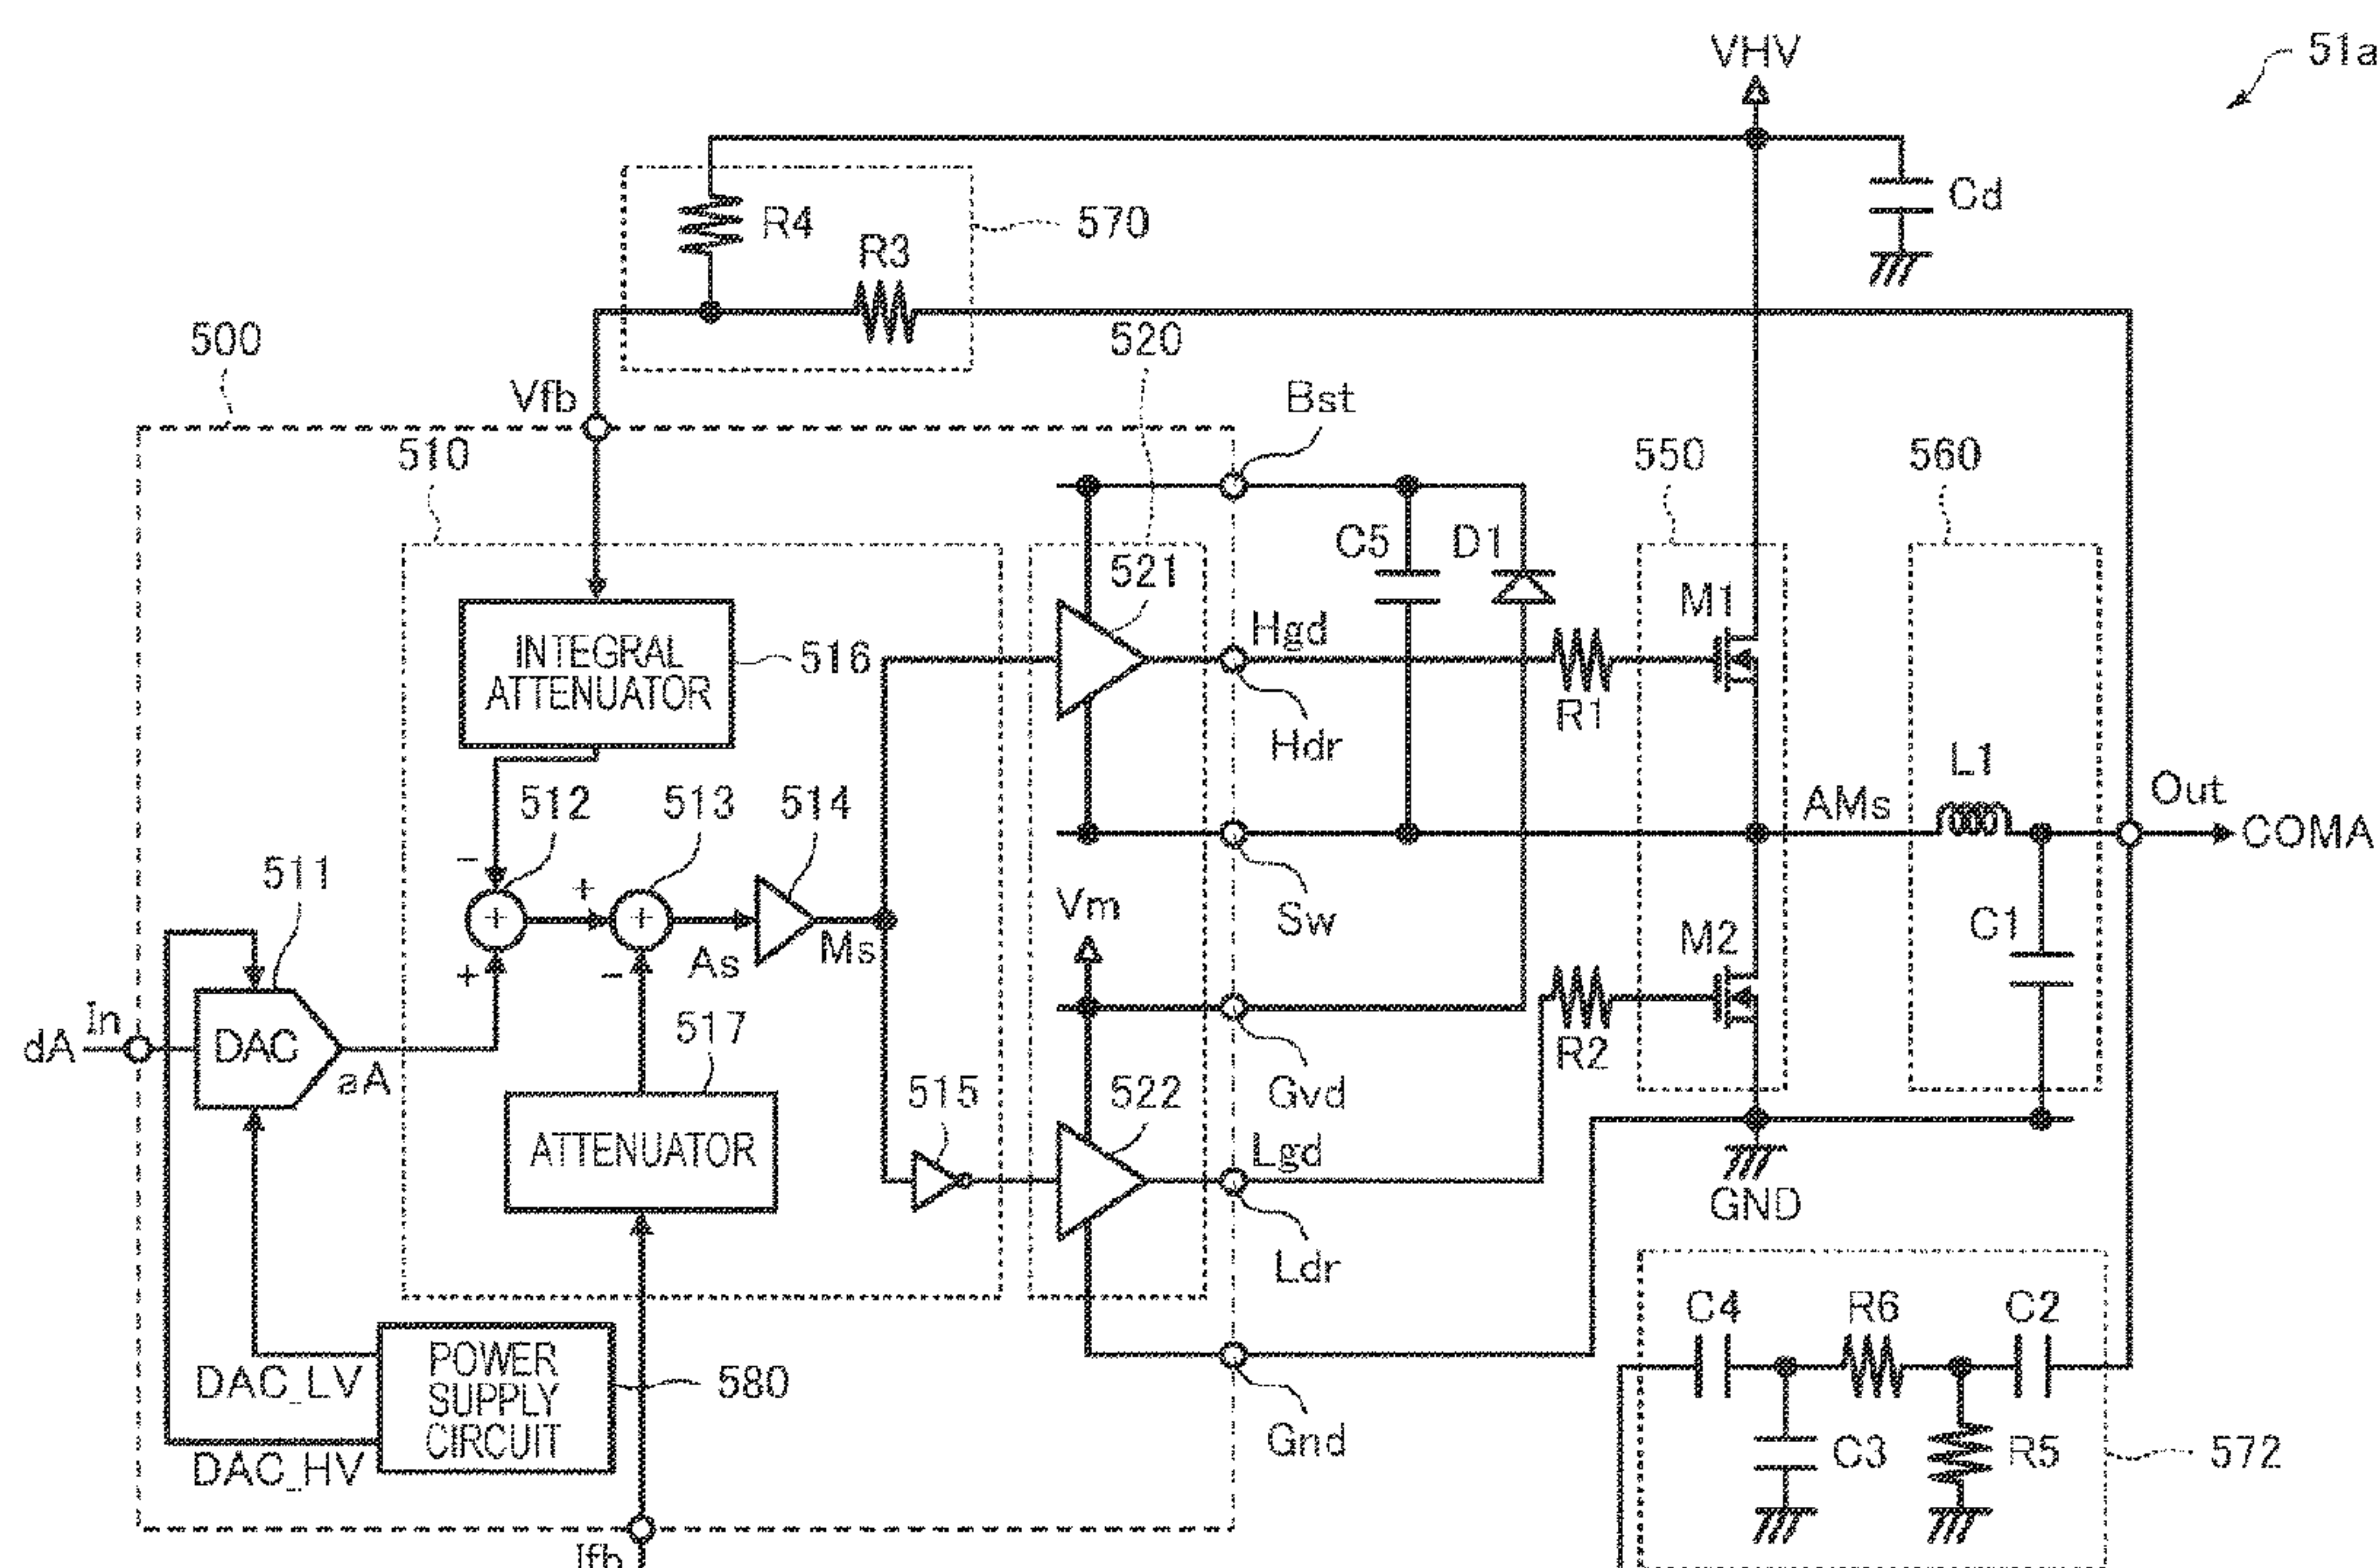 VHV
51a
Cd
R4
570
R3
500
520
Vfb
Bst
510
550
560
C5
D1
521
M1
INTEGRAL
ATTENUATOR
516
Hgd
R1
Hdr
L1
512
513
514
AMs
Out
COMA
-
511
+
Vm
Sw
C1
+
+
M2
+
-
As
Ms
In
dA
DAC
aA
517
R2
515
522
Gvd
ATTENUATOR
Lgd
GND
Ldr
C4
R6
C2
POWER
SUPPLY
CIRCUIT
DAC_LV
580
Gnd
C3
R5
572
DAC_HV
Ifb